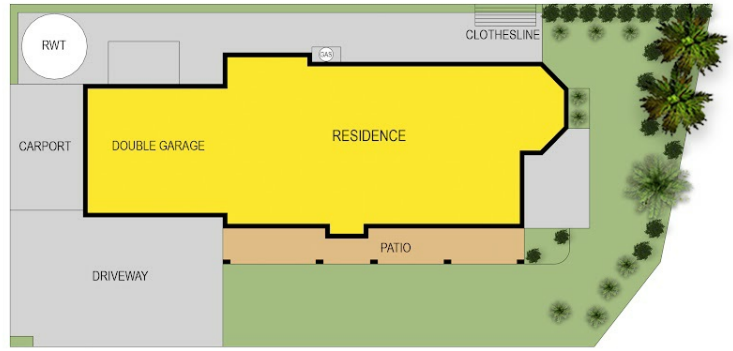 CLOTHESLINE
RWT
GAS
CARPORT
DOUBLE GARAGE
RESIDENCE
PATIO
DRIVEWAY